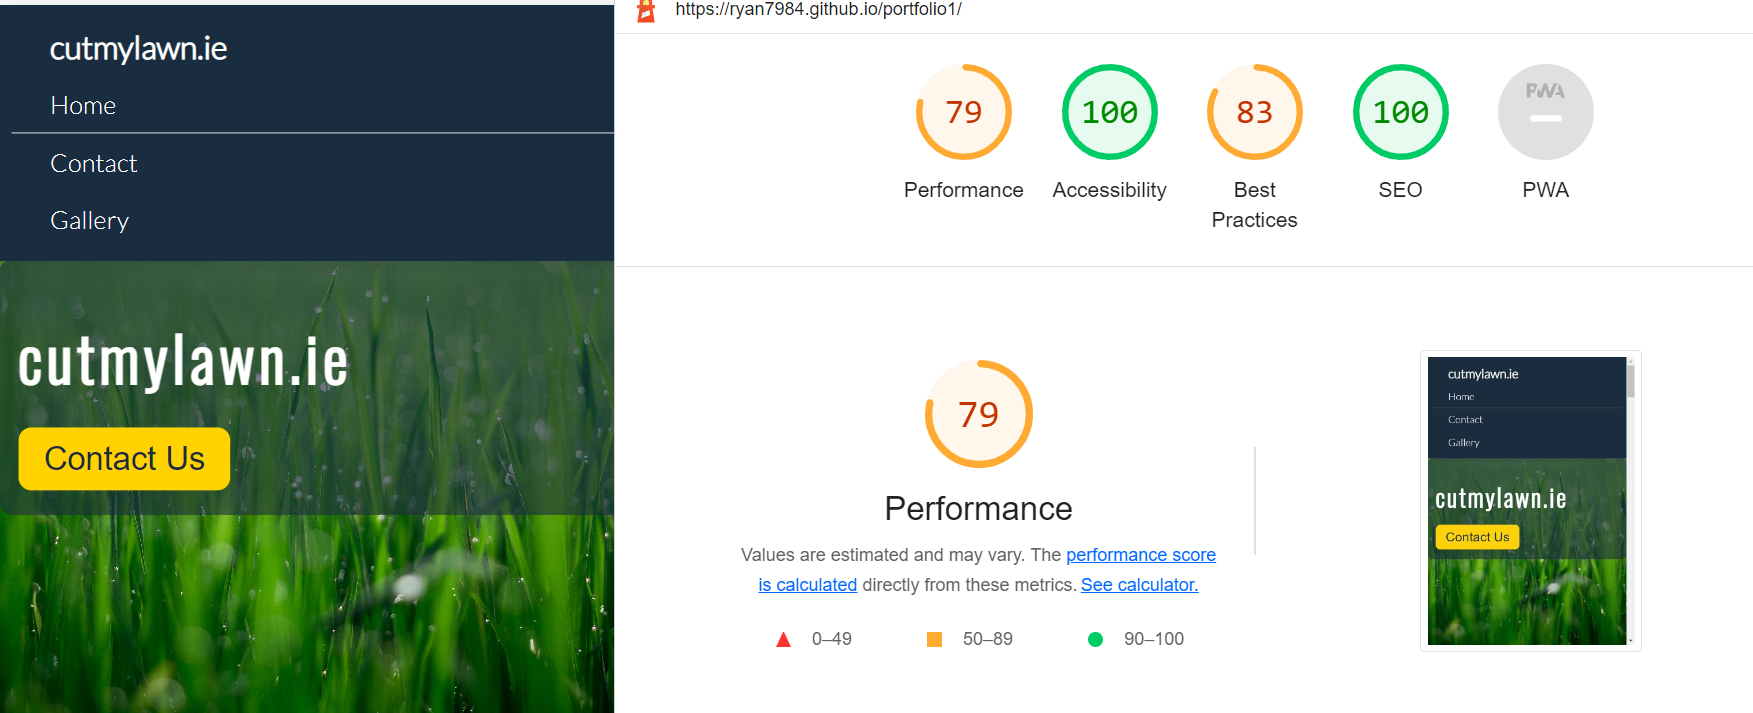 cutmylawn.ie
Home
Contact
Gallery
cutmylawn.ie
Contact Us
https://ryan7984.github.io/portfolio1/
79
100
83
100
PWA
Performance
Accessibility
Best
Practices
SEO
PWA
79
Performance
Values are estimated and may vary. The performance score
is calculated directly from these metrics. See calculator.
0–49
50–89
90–100
cutmylawn.ie
Home
Contact
Gallery
cutmylawn.ie
Contact Us